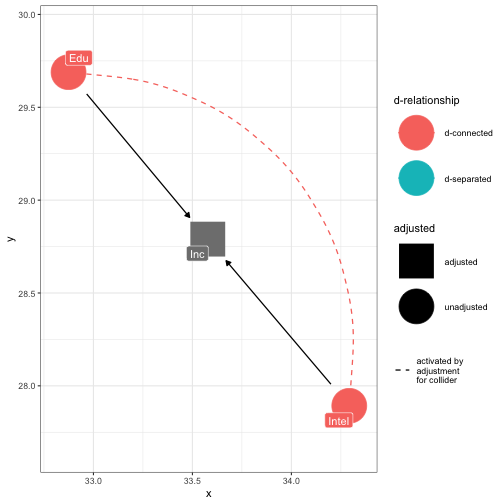 30.0
29.5
29.0
28.5
28.0
33.0
33.5
34.0
x
y
Edu
Inc
Intel
d-relationship
d-connected
d-separated
adjusted
adjusted
unadjusted
activated by
adjustment
for collider